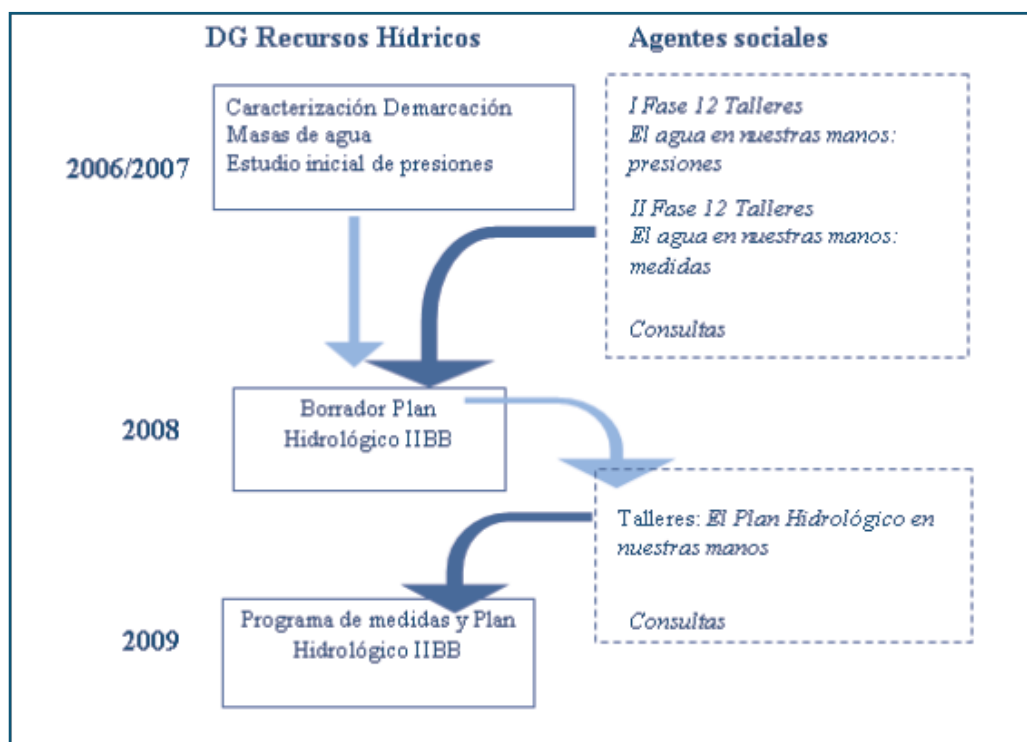 DG Recursos Hídricos
Agentes sociales
2006/2007
Caracterización Demarcación
Masas de agua
Estudio inicial de presiones
I Fase 12 Talleres
El agua en nuestras manos:
presiones
II Fase 12 Talleres
El agua en nuestras manos:
medidas
Consultas
2008
Borrador Plan
Hidrológico IIBB
Talleres: El Plan Hidrológico en
nuestras manos
Consultas
2009
Programa de medidas y Plan
Hidrológico IIBB